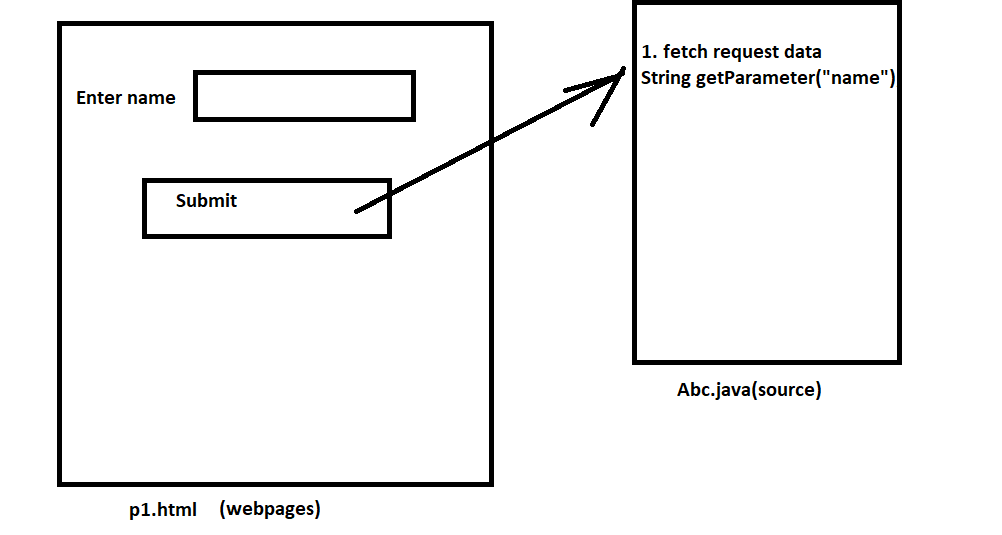 Enter name
Submit
p1.html (webpages)
1. fetch request data
String getParameter("name")
Abc.java(source)